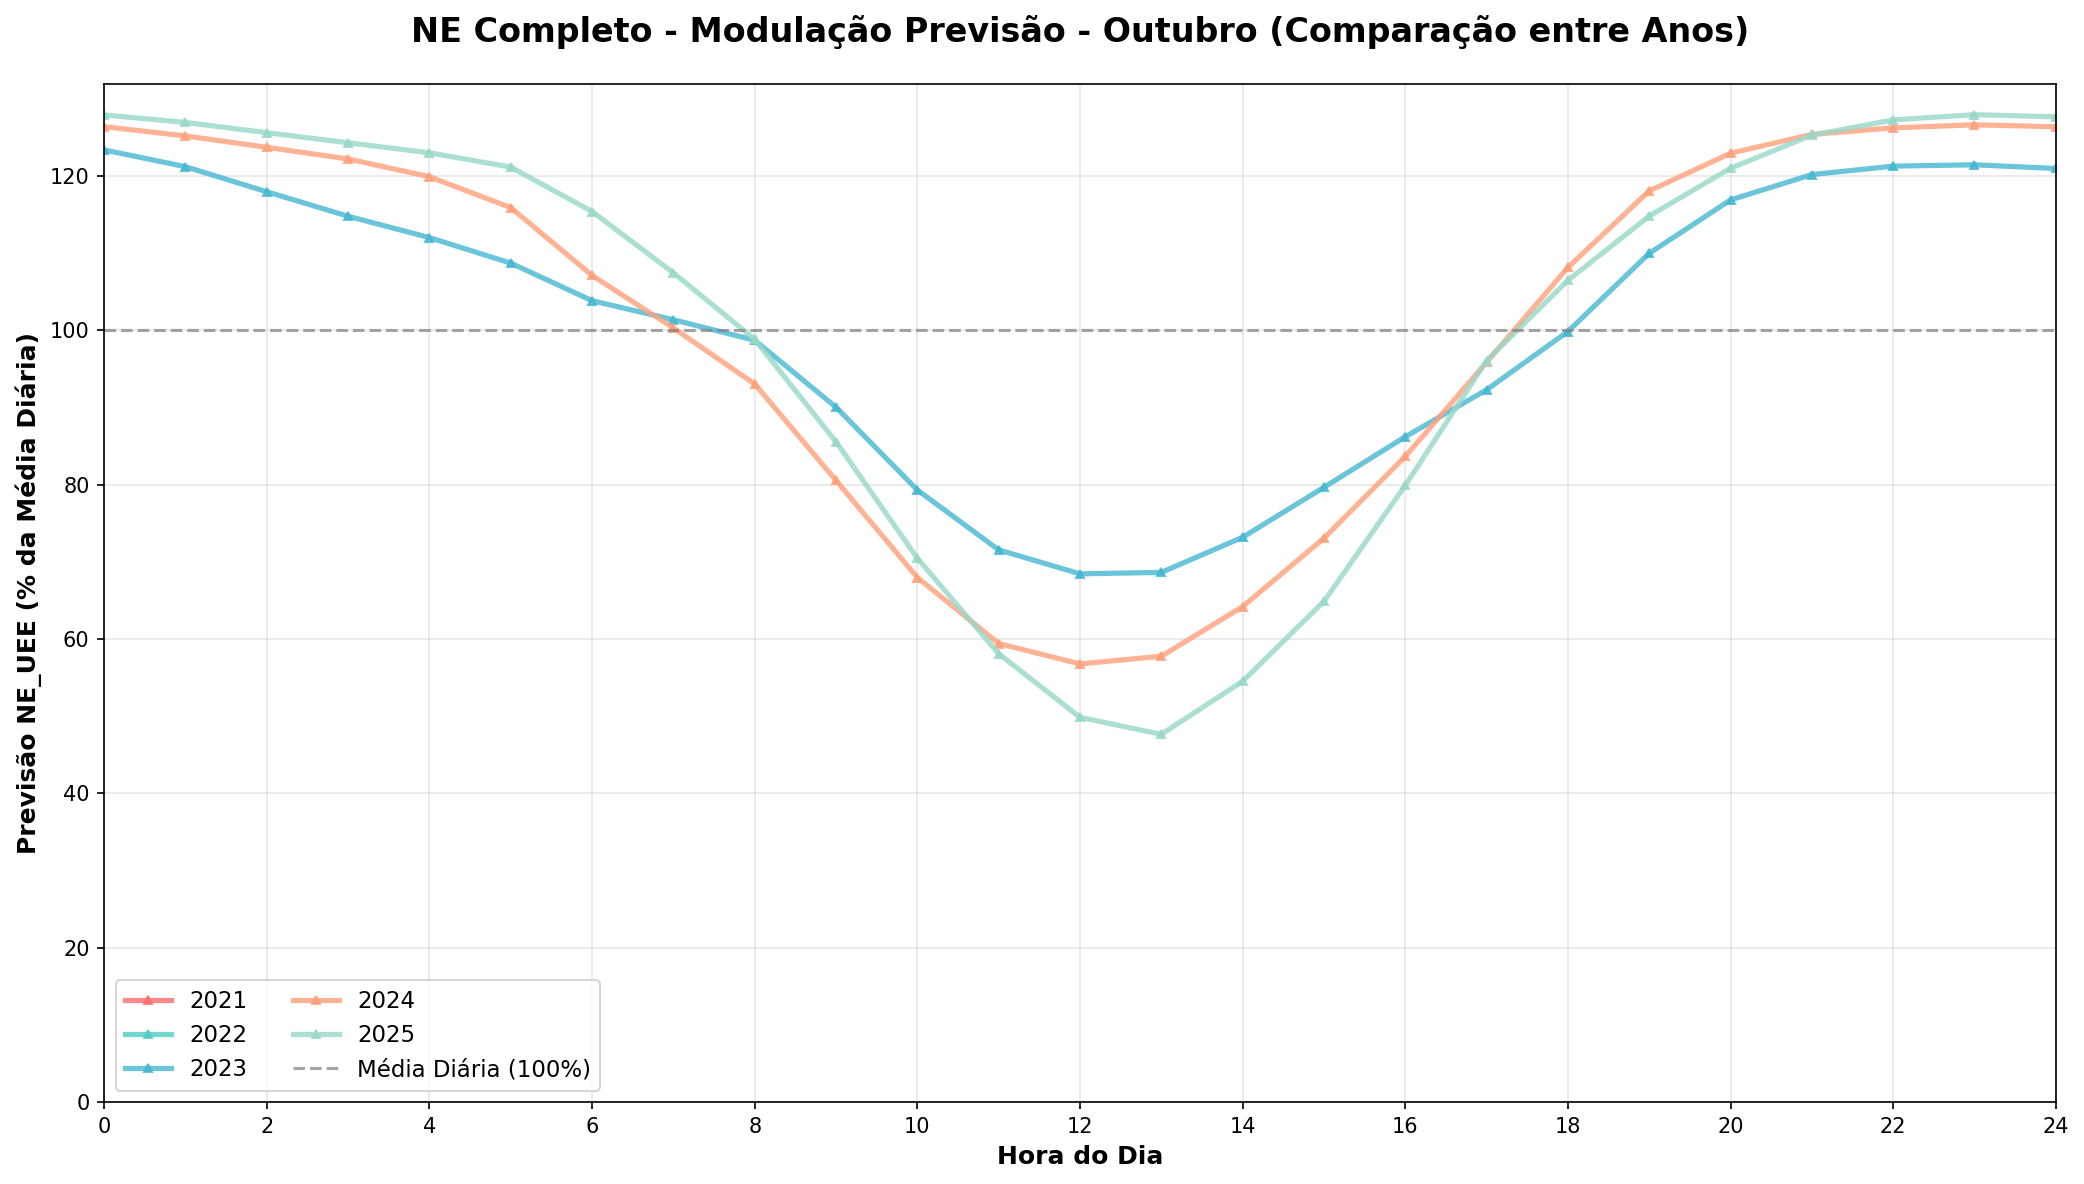 NE Completo - Modulação Previsão - Outubro (Comparação entre Anos)
Previsão NE_UEE (% da Média Diária)
120
100
80
60
40
20
0
2021
2022
2023
2024
2025
Média Diária (100%)
0 2 4 6 8 10 12 14 16 18 20 22 24
Hora do Dia